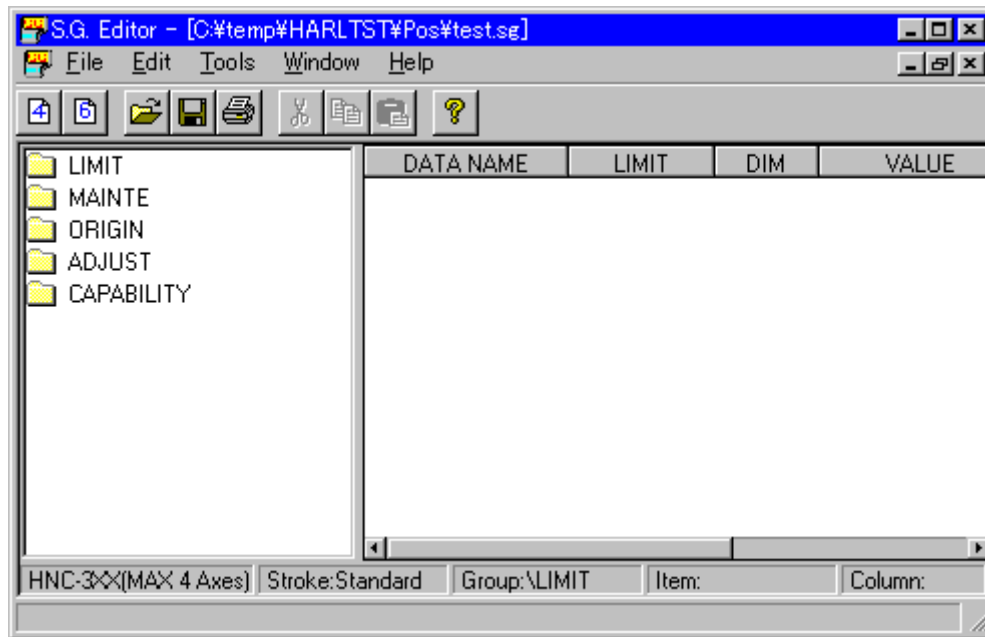 S.G. Editor - [C:¥temp¥HARLTST¥Pos¥test.sg]
File Edit Tools Window Help
4 6
LIMIT
MAINTE
ORIGIN
ADJUST
CAPABILITY
DATA NAME LIMIT DIM VALUE
HNC-3XX(MAX 4 Axes) Stroke:Standard Group:\LIMIT Item: Column: